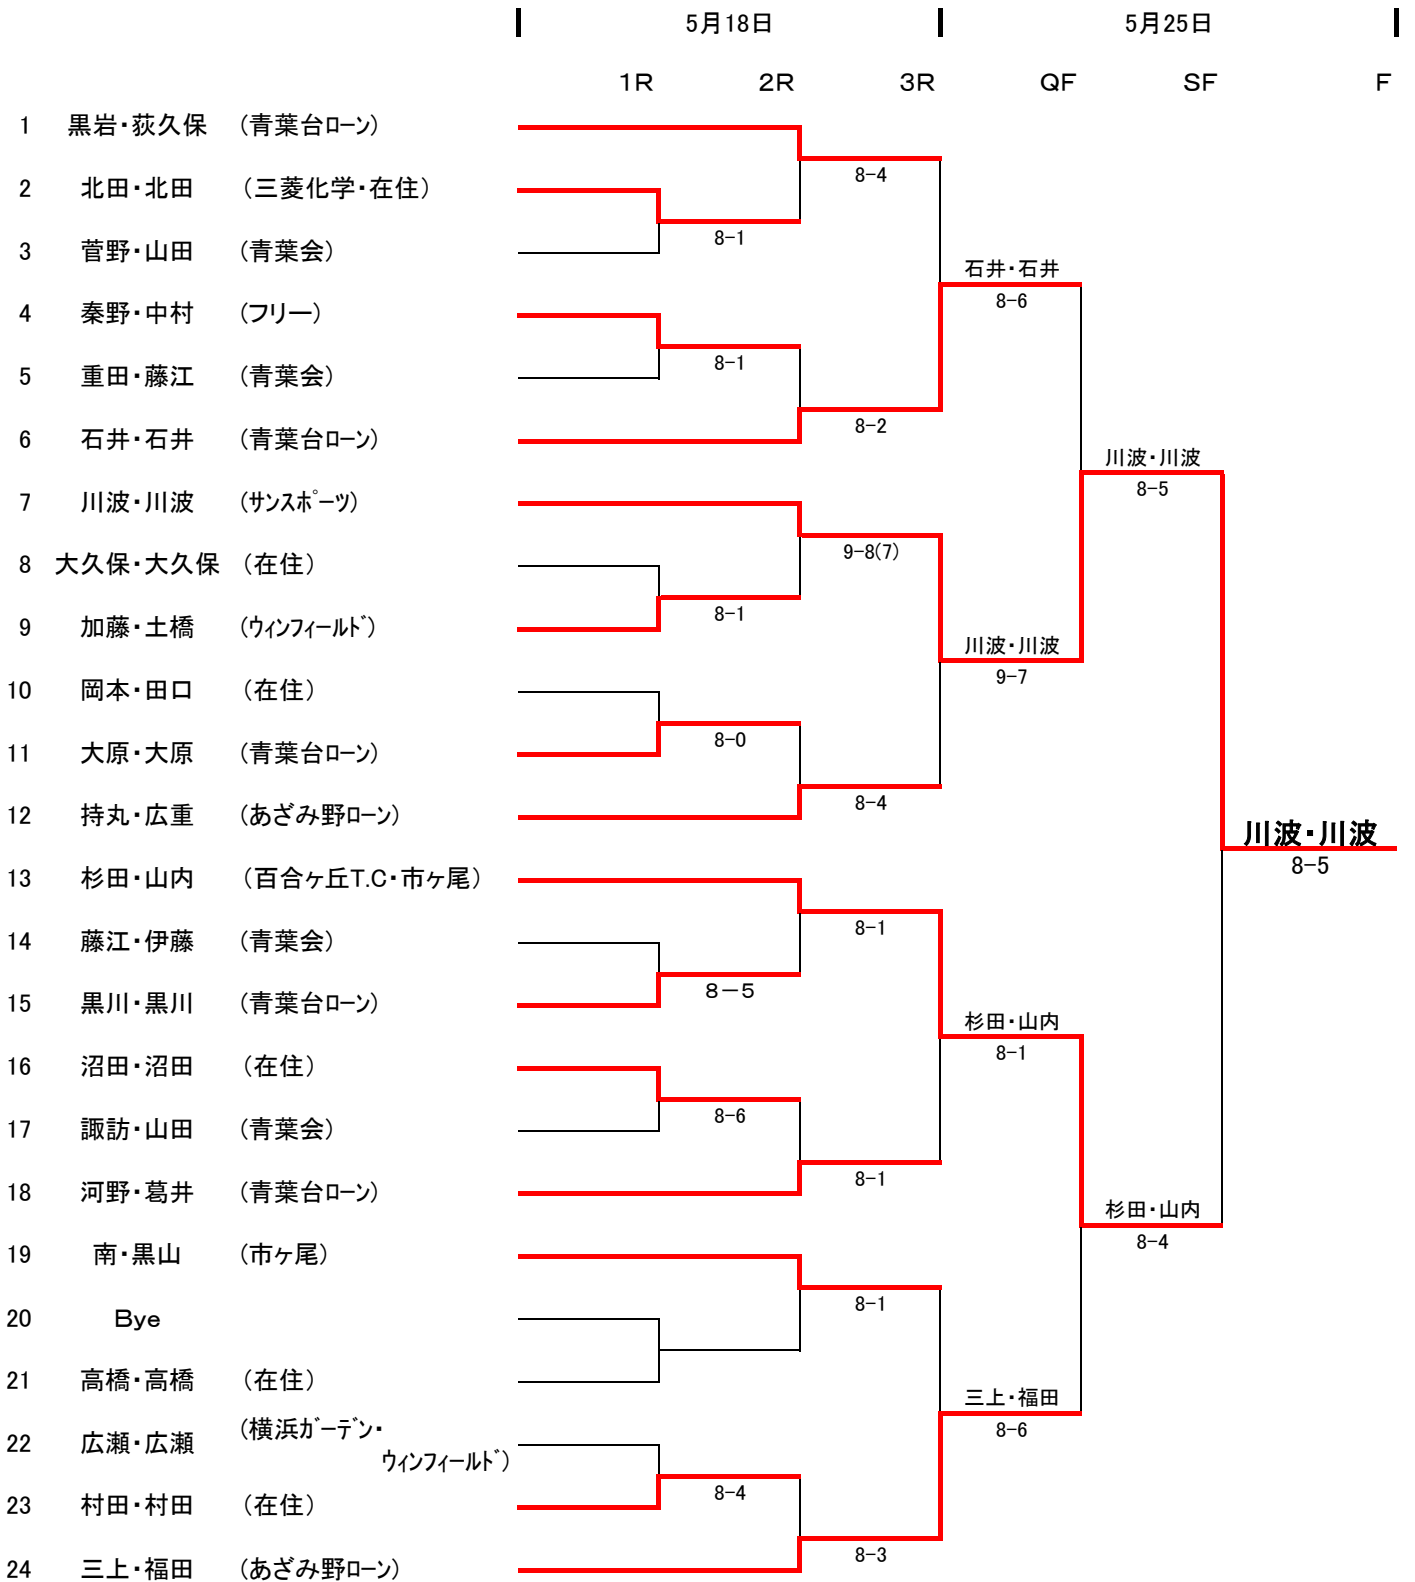 5月18日 5月25日
1R 2R 3R QF SF F
1 黒岩・荻久保 (青葉台ローン)
8-4
2 北田・北田 (三菱化学・在住)
8-1
3 菅野・山田 (青葉会)
石井・石井
8-6
4 秦野・中村 (フリー)
8-1
5 重田・藤江 (青葉会)
8-2
6 石井・石井 (青葉台ローン)
川波・川波
8-5
7 川波・川波 (サンスポーツ)
9-8(7)
8 大久保・大久保 (在住)
8-1
9 加藤・土橋 (ウィンフィールド)
川波・川波
9-7
10 岡本・田口 (在住)
8-0
11 大原・大原 (青葉台ローン)
8-4
12 持丸・広重 (あざみ野ローン)
川波・川波
8-5
13 杉田・山内 (百合ヶ丘T.C・市ヶ尾)
8-1
14 藤江・伊藤 (青葉会)
8-5
15 黒川・黒川 (青葉台ローン)
杉田・山内
8-1
16 沼田・沼田 (在住)
8-6
17 諏訪・山田 (青葉会)
8-1
18 河野・葛井 (青葉台ローン)
杉田・山内
8-4
19 南・黒山 (市ヶ尾)
8-1
20 Bye
21 高橋・高橋 (在住)
三上・福田
8-6
22 広瀬・広瀬 (横浜ガーデン・
ウィンフィールド)
8-4
23 村田・村田 (在住)
8-3
24 三上・福田 (あざみ野ローン)